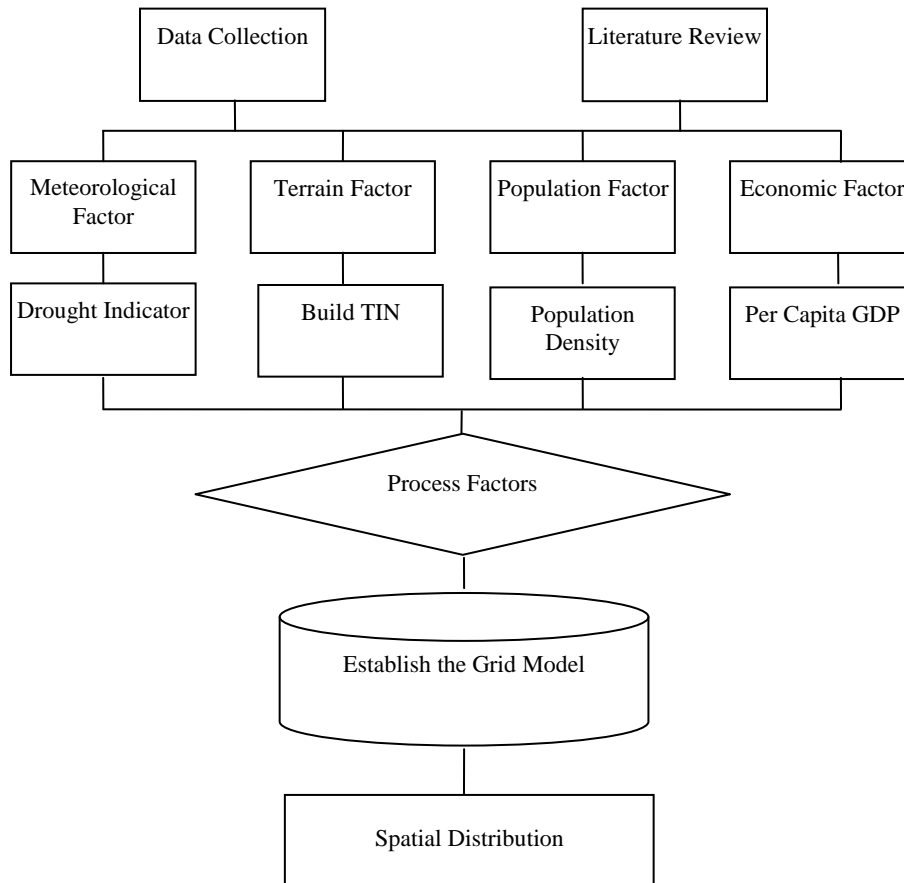 Data Collection
Literature Review
Meteorological
Factor
Terrain Factor
Population Factor
Economic Factor
Drought Indicator
Build TIN
Population
Density
Per Capita GDP
Process Factors
Establish the Grid Model
Spatial Distribution